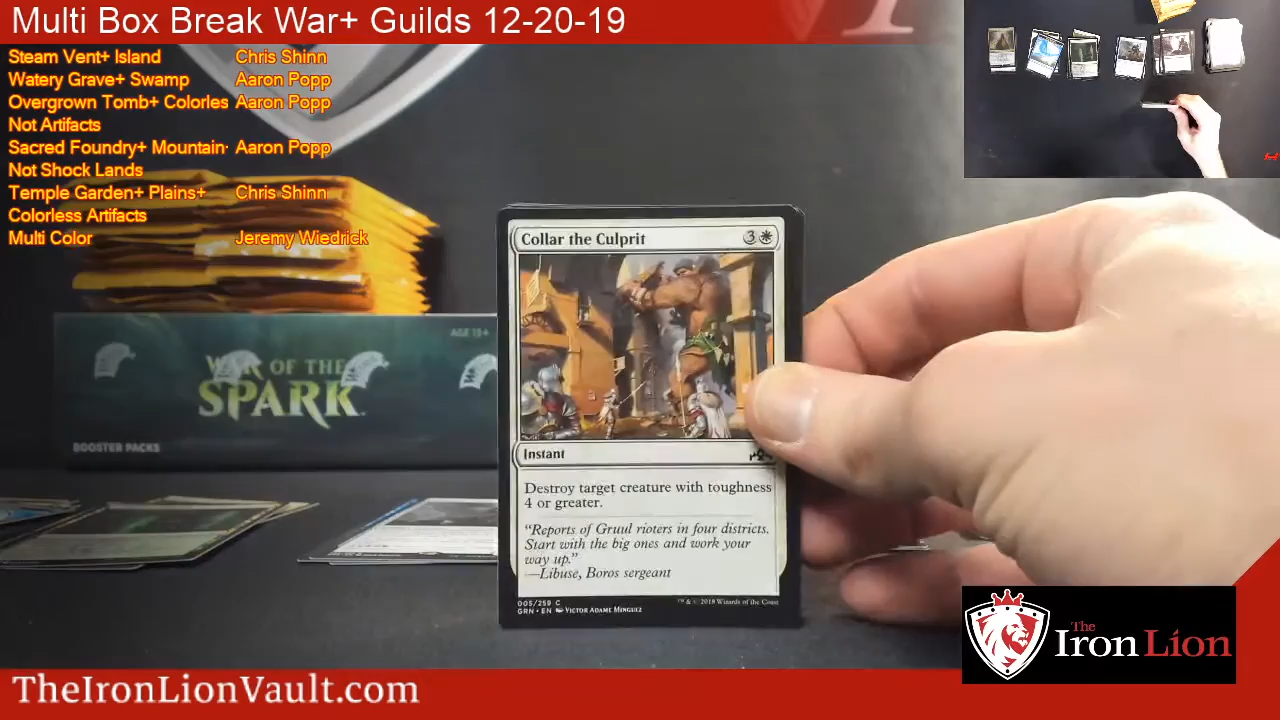 Multi Box Break War+ Guilds 12-20-19
Steam Vent+ Island Chris Shinn
Watery Grave+ Swamp Aaron Popp
Overgrown Tomb+ Colorles Aaron Popp
Not Artifacts
Sacred Foundry+ Mountain Aaron Popp
Not Shock Lands
Temple Garden+ Plains+ Chris Shinn
Colorless Artifacts
Multi Color Jeremy Wiedrick
AGE 13+
WAR OF THE
SPARK
BOOSTER PACKS
Collar the Culprit 3
Instant
Destroy target creature with toughness
4 or greater.
"Reports of Gruul rioters in four districts.
Start with the big ones and work your
way up."
—Libuse, Boros sergeant
005/259 C
GRN • EN Victor Adame Minguez
™ & © 2018 Wizards of the Coast
The
Iron Lion
TheIronLionVault.com